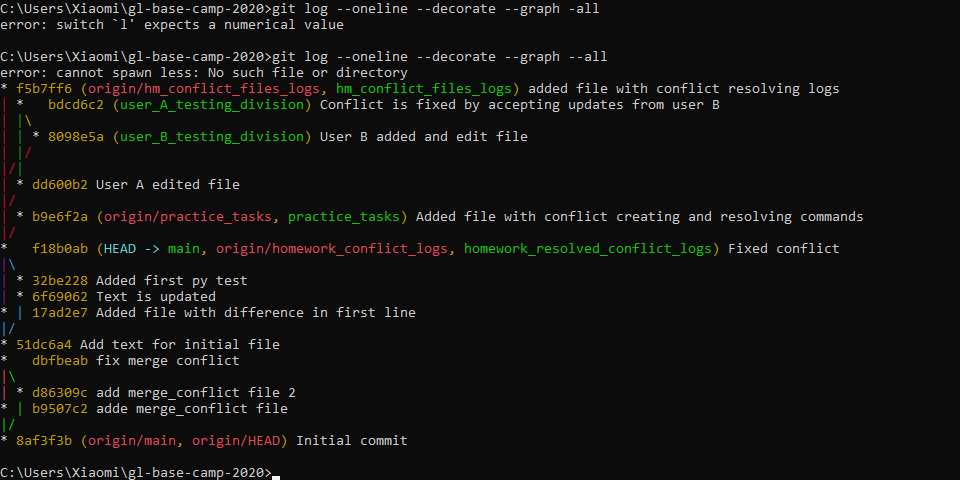 C:\Users\Xiaomi\gl-base-camp-2020>git log --oneline --decorate --graph -all
error: switch `l' expects a numerical value

C:\Users\Xiaomi\gl-base-camp-2020>git log --oneline --decorate --graph --all
error: cannot spawn less: No such file or directory
* f5b7ff6 (origin/hm_conflict_files_logs, hm_conflict_files_logs) added file with conflict resolving logs
| *   bdcd6c2 (user_A_testing_division) Conflict is fixed by accepting updates from user B
| |\
| | * 8098e5a (user_B_testing_division) User B added and edit file
| |/
|/|
| * dd600b2 User A edited file
|/
| * b9e6f2a (origin/practice_tasks, practice_tasks) Added file with conflict creating and resolving commands
|/
*   f18b0ab (HEAD -> main, origin/homework_conflict_logs, homework_resolved_conflict_logs) Fixed conflict
|\
| * 32be228 Added first py test
| * 6f69062 Text is updated
* | 17ad2e7 Added file with difference in first line
|/
* 51dc6a4 Add text for initial file
*   dbfbeab fix merge conflict
|\
| * d86309c add merge_conflict file 2
* | b9507c2 adde merge_conflict file
|/
* 8af3f3b (origin/main, origin/HEAD) Initial commit

C:\Users\Xiaomi\gl-base-camp-2020>